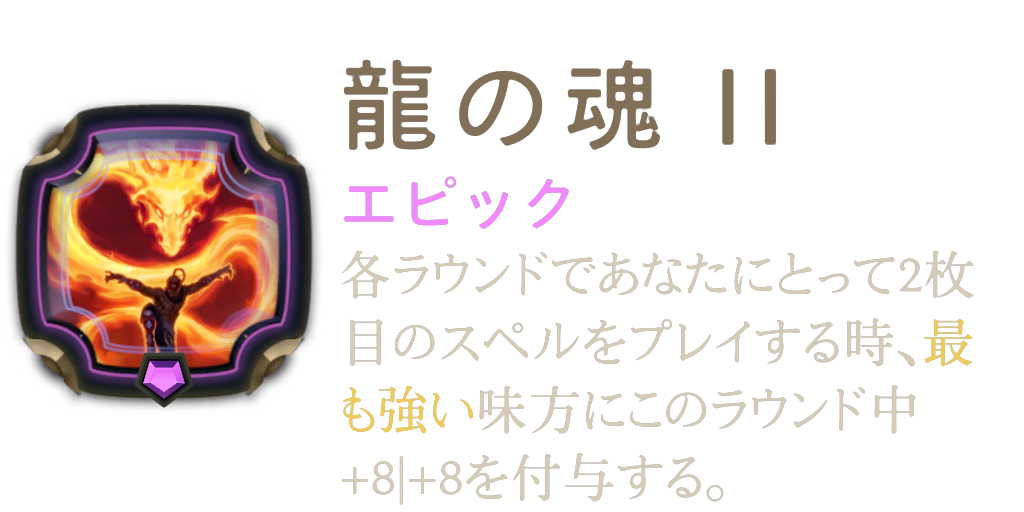 龍の魂 II
エピック
各ラウンドであなたにとって2枚
目のスペルをプレイする時、最
も強い味方にこのラウンド中
+8|+8を付与する。